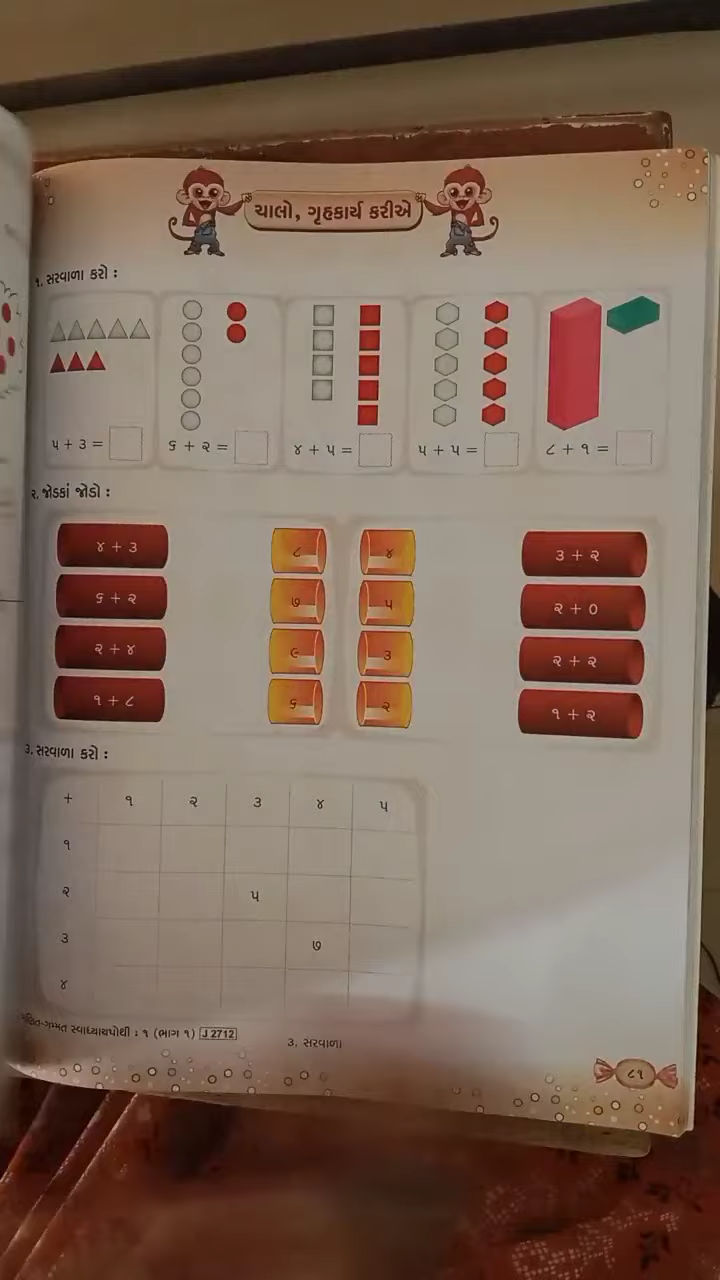 ચાલો, ગૃહકાર્ય કરીએ
૧. સરવાળા કરો :
૫ + ૩ =
૬ + ૨ =
૪ + ૫ =
૫ + ૫ =
૮ + ૧ =
૨. જોડકાં જોડો :
૪ + ૩ ૮ ૪ ૩ + ૨
૬ + ૨ ૭ ૫ ૨ + ૦
૨ + ૪ ૯ ૩ ૨ + ૨
૧ + ૮ ૬ ૨ ૧ + ૨
૩. સરવાળા કરો :
+ ૧ ૨ ૩ ૪ ૫
૧
૨ ૫
૩ ૭
૪
ગણિત-ગમ્મત સ્વાધ્યાયપોથી : ૧ (ભાગ ૧) J 2712
૩. સરવાળા
૮૧